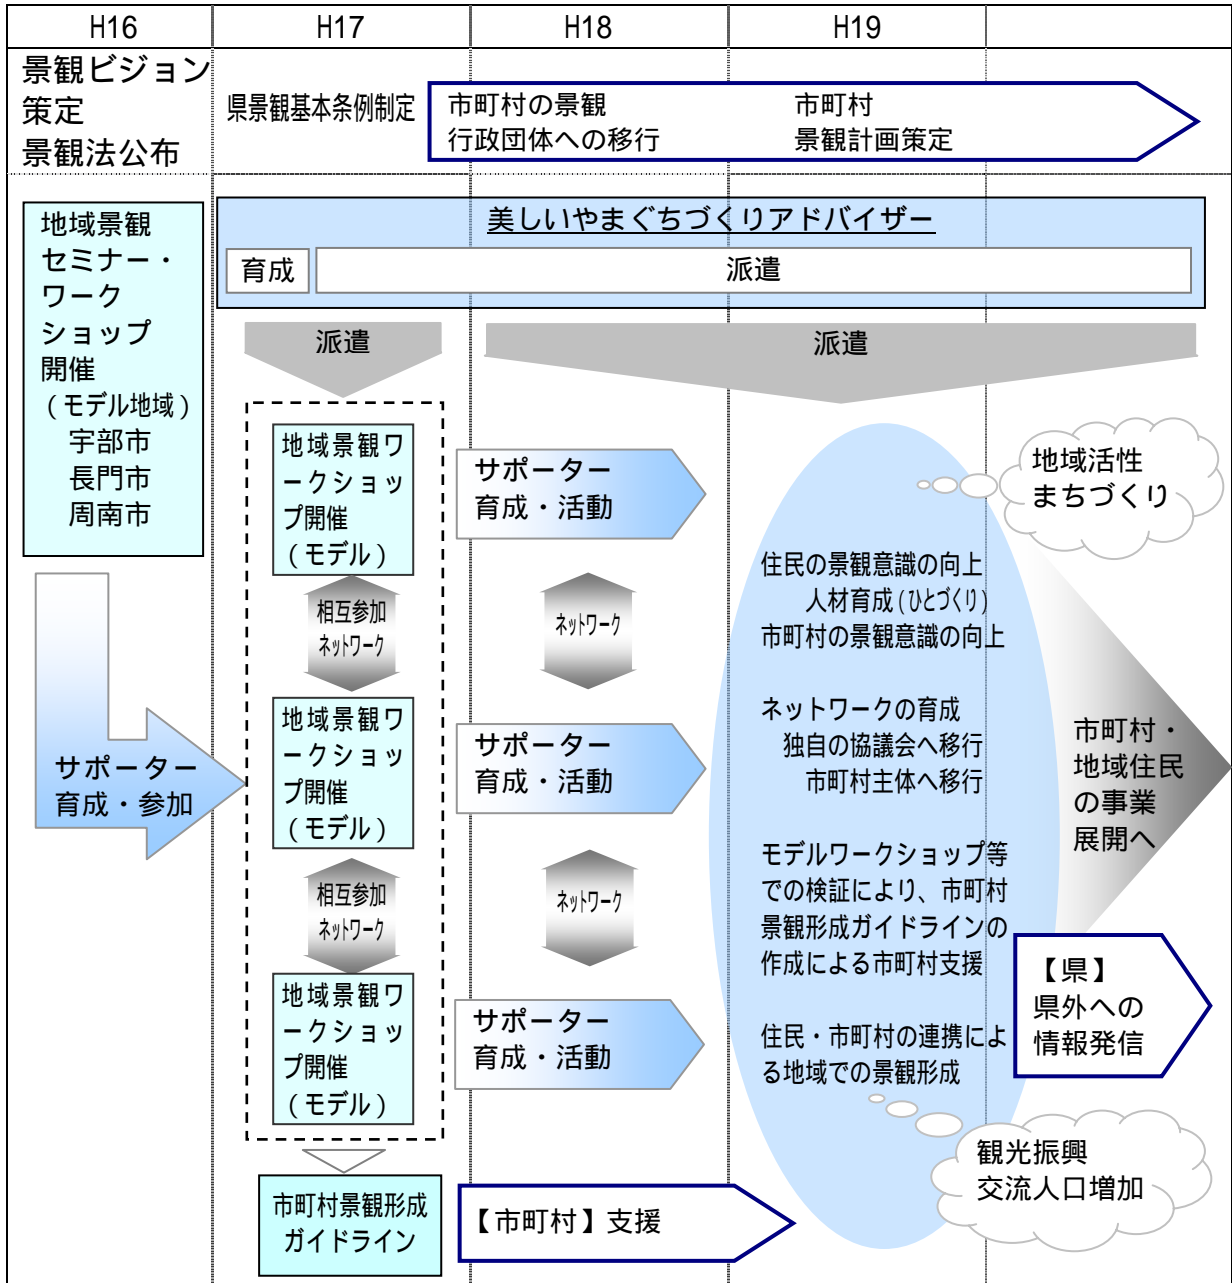 H16
H17
H18
H19
景観ビジョン
策定
景観法公布
県景観基本条例制定
市町村の景観
行政団体への移行
市町村
景観計画策定
地域景観
セミナー・
ワーク
ショップ
開催
(モデル地域)
宇部市
長門市
周南市
美しいやまぐちづくりアドバイザー
育成
派遣
派遣
派遣
地域景観ワ
ークショッ
プ開催
(モデル)
相互参加
ネットワーク
地域景観ワ
ークショッ
プ開催
(モデル)
相互参加
ネットワーク
地域景観ワ
ークショッ
プ開催
(モデル)
市町村景観形成
ガイドライン
サポーター
育成・参加
サポーター
育成・活動
ネットワーク
サポーター
育成・活動
ネットワーク
サポーター
育成・活動
【市町村】支援
地域活性
まちづくり
住民の景観意識の向上
人材育成(ひとづくり)
市町村の景観意識の向上
ネットワークの育成
独自の協議会へ移行
市町村主体へ移行
モデルワークショップ等
での検証により、市町村
景観形成ガイドラインの
作成による市町村支援
住民・市町村の連携によ
る地域での景観形成
市町村・
地域住民
の事業
展開へ
【県】
県外への
情報発信
観光振興
交流人口増加